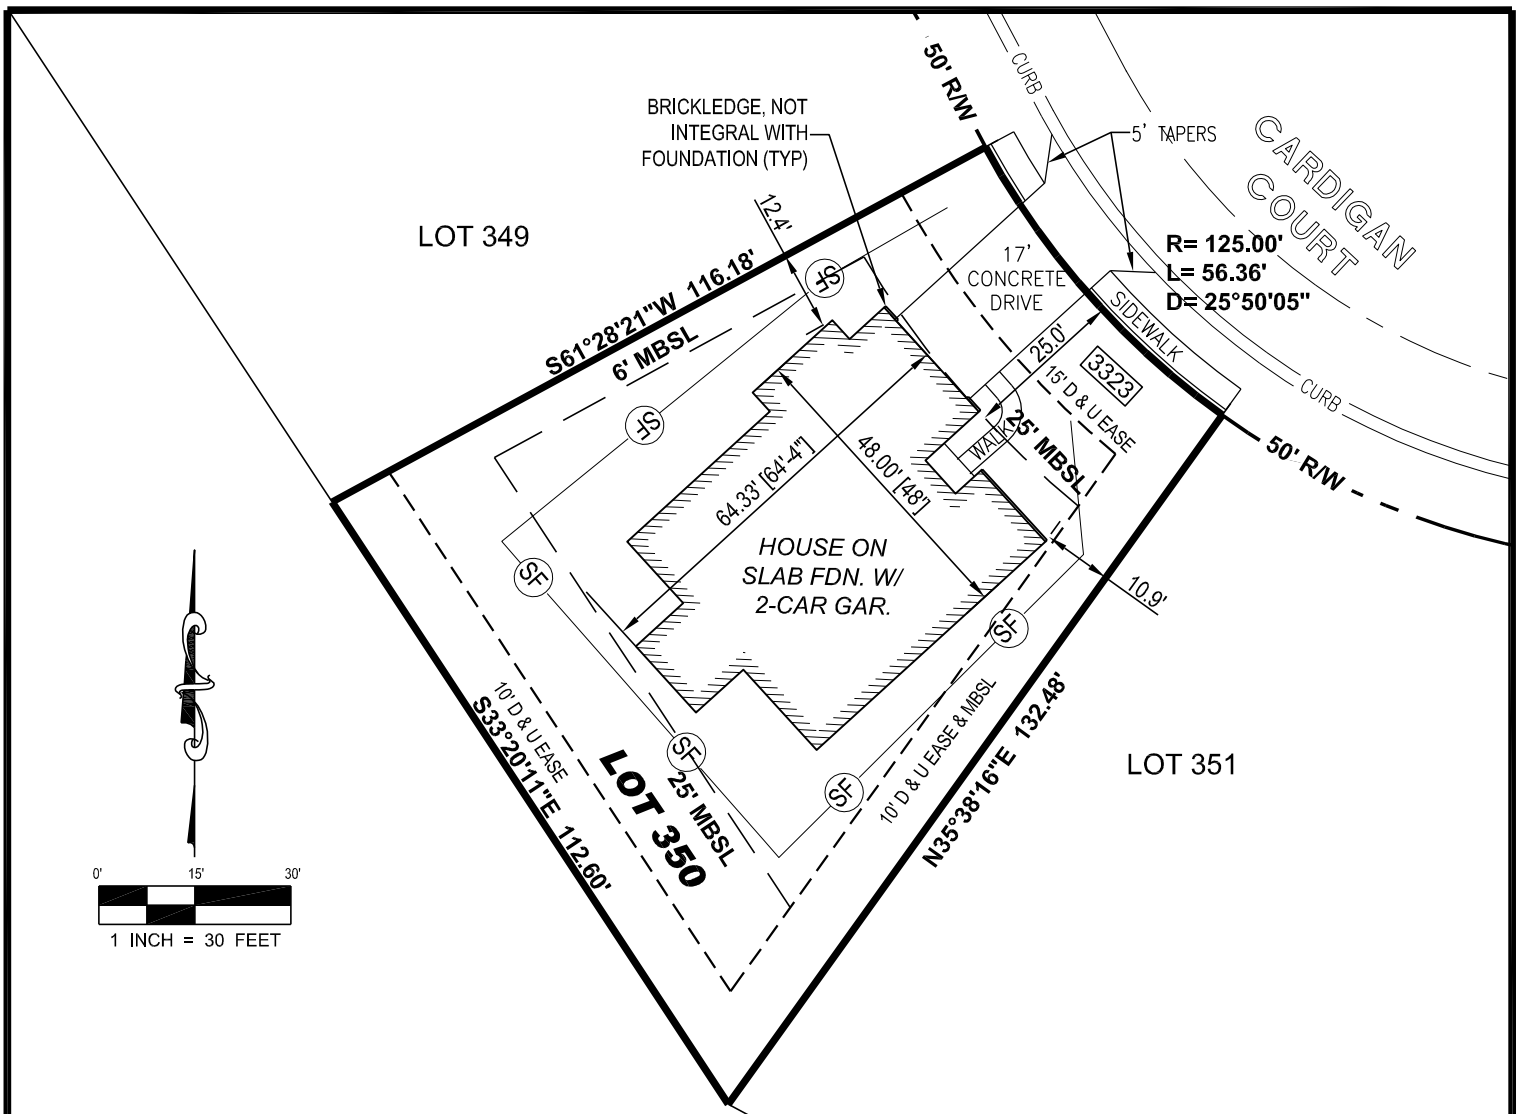 50' R/W
CURB
BRICKLEDGE, NOT
INTEGRAL WITH
FOUNDATION (TYP)
5' TAPERS
CARDIGAN
COURT
LOT 349
12.4'
R= 125.00'
L= 56.36'
D= 25°50'05"
17'
CONCRETE
DRIVE
SF
S61°28'21"W 116.18'
6' MBSL
SIDEWALK
25.0'
3323
15' D & U EASE
CURB
SF
25' MBSL
WALK
50' R/W
64.33' [64'-4"]
48.00' [48']
HOUSE ON
SLAB FDN. W/
2-CAR GAR.
SF
10.9'
SF
10' D & U EASE
S33°20'11"E 112.60'
LOT 350
SF
25' MBSL
SF
10' D & U EASE & MBSL
N35°38'16"E 132.48'
LOT 351
0' 15' 30'
1 INCH = 30 FEET